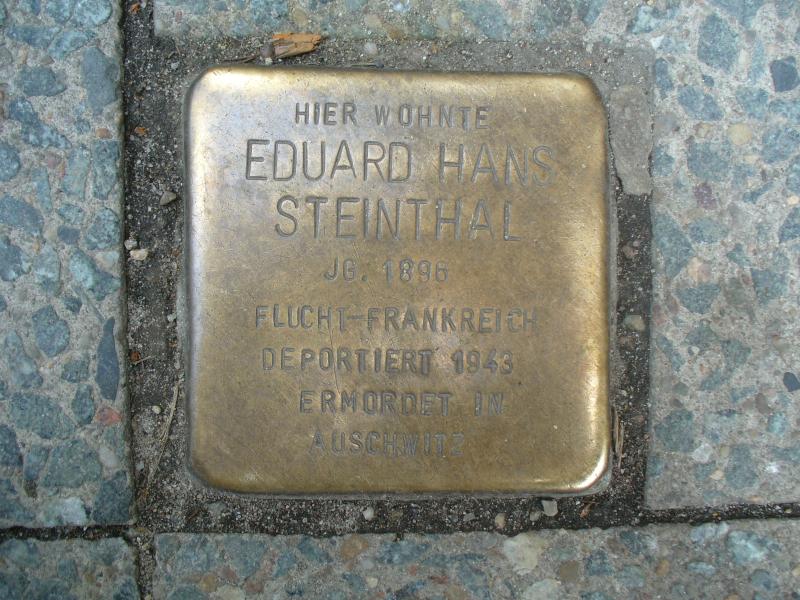 HIER WOHNTE
EDUARD HANS
STEINTHAL
JG. 1896
FLUCHT-FRANKREICH
DEPORTIERT 1943
ERMORDET IN
AUSCHWITZ